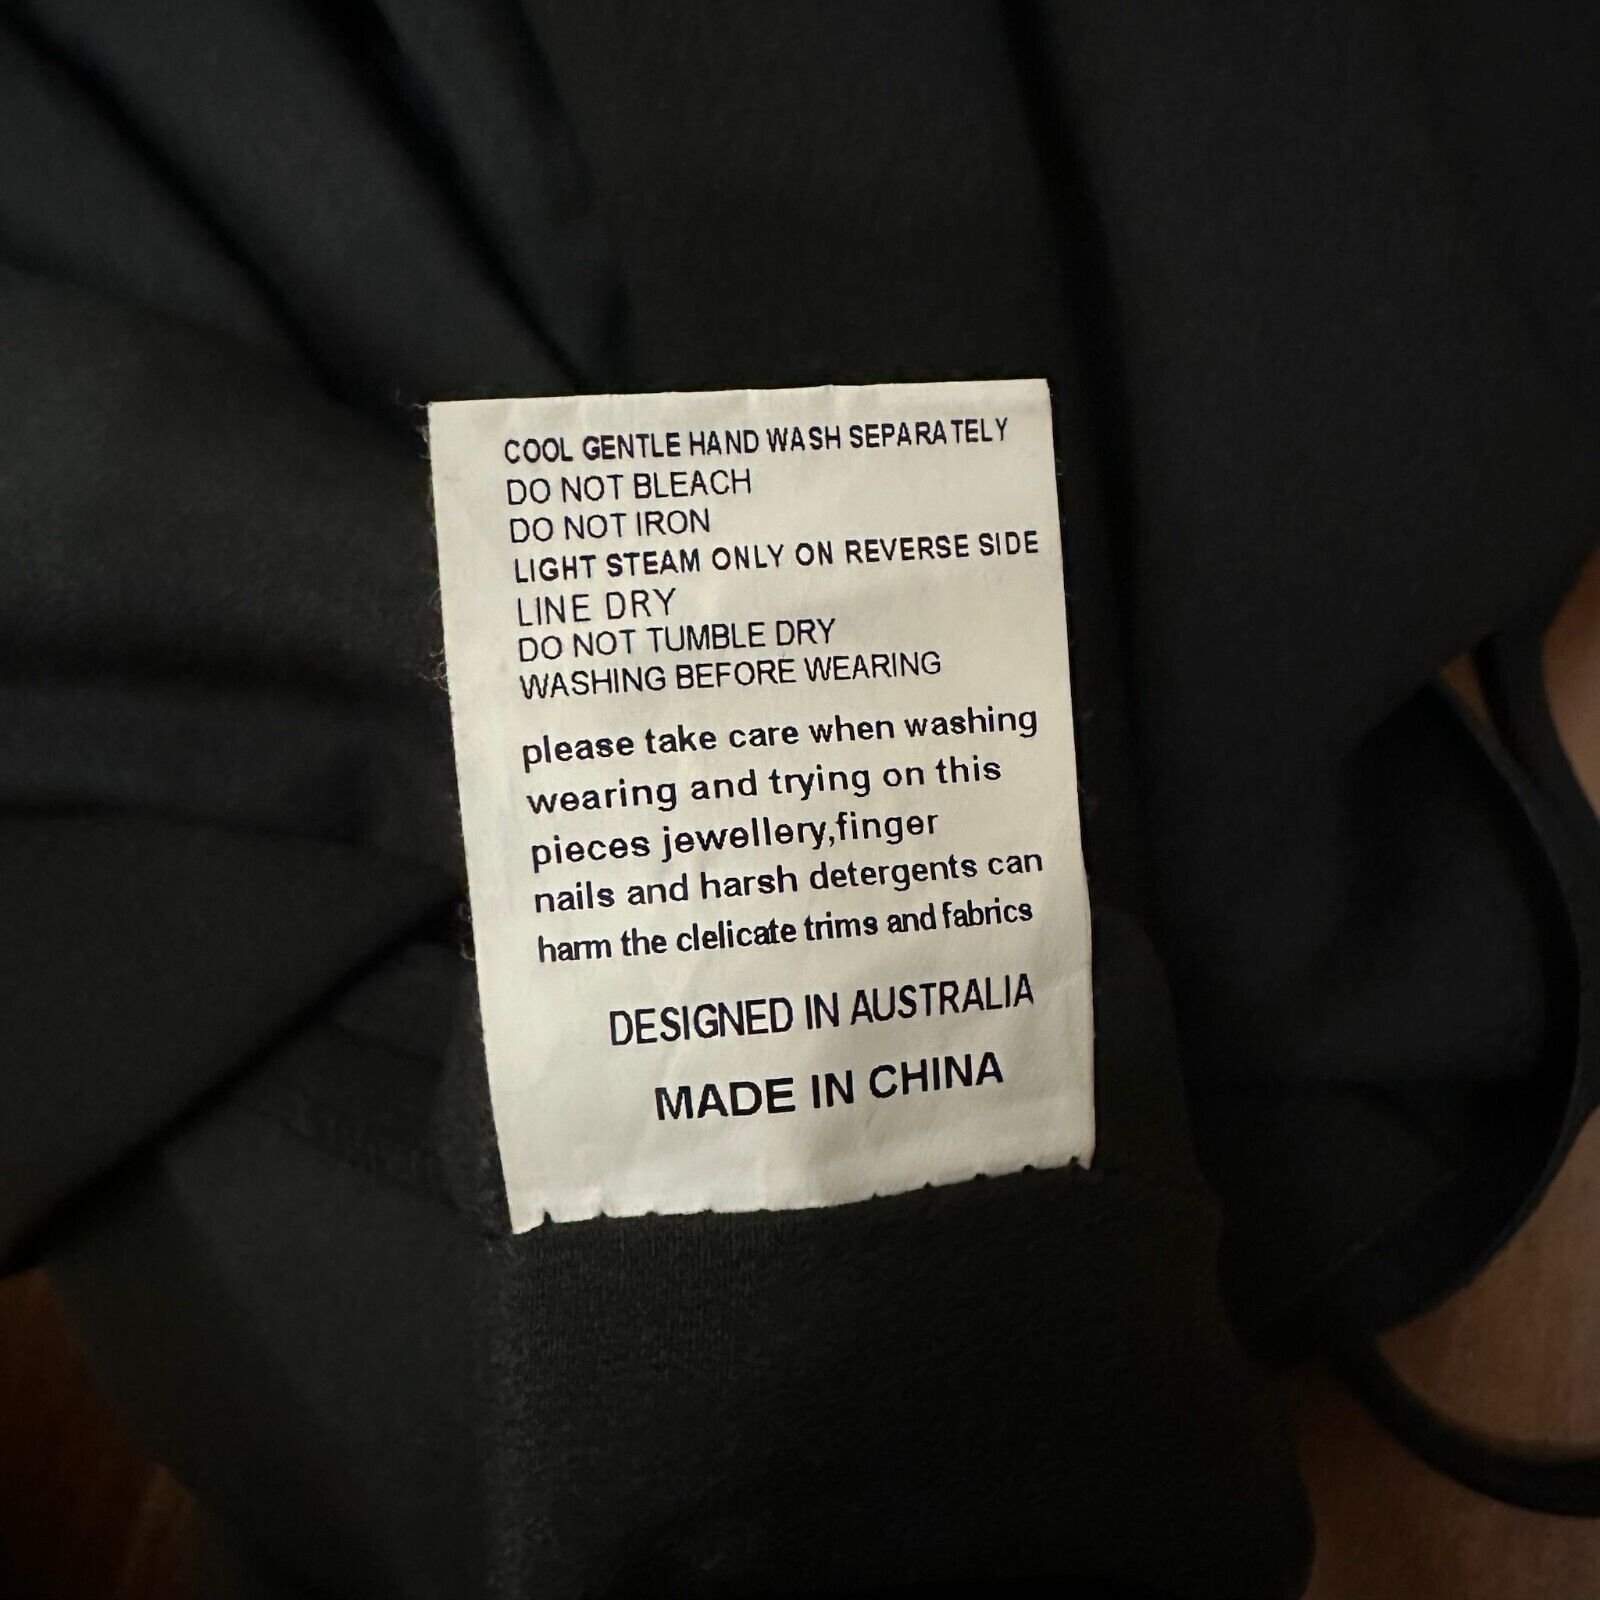 COOL GENTLE HAND WASH SEPARATELY
DO NOT BLEACH
DO NOT IRON
LIGHT STEAM ONLY ON REVERSE SIDE
LINE DRY
DO NOT TUMBLE DRY
WASHING BEFORE WEARING
please take care when washing
wearing and trying on this
pieces jewellery,finger
nails and harsh detergents can
harm the clelicate trims and fabrics
DESIGNED IN AUSTRALIA
MADE IN CHINA